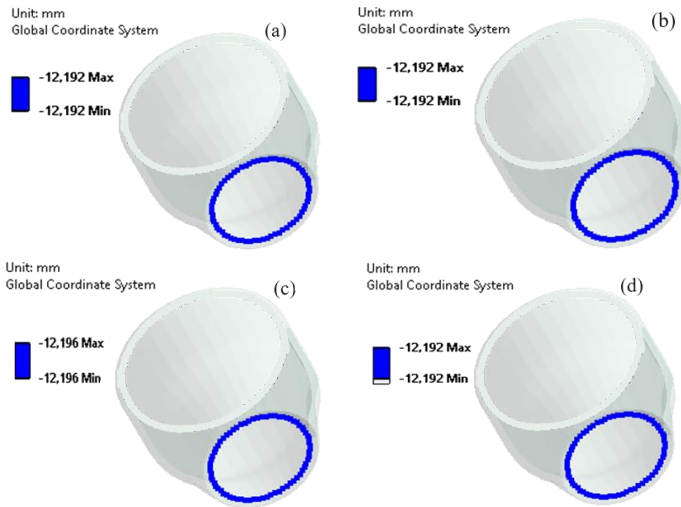 Unit: mm
Global Coordinate System
(a)
-12,192 Max
-12,192 Min
Unit: mm
Global Coordinate System
(b)
-12,192 Max
-12,192 Min
Unit: mm
Global Coordinate System
(c)
-12,196 Max
-12,196 Min
Unit: mm
Global Coordinate System
(d)
-12,192 Max
-12,192 Min